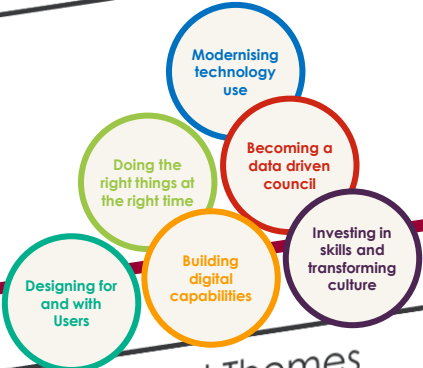 Modernising
technology
use
Becoming a
data driven
council
Doing the
right things at
the right time
Investing in
skills and
transforming
culture
Building
digital
capabilities
Designing for
and with
Users
Themes